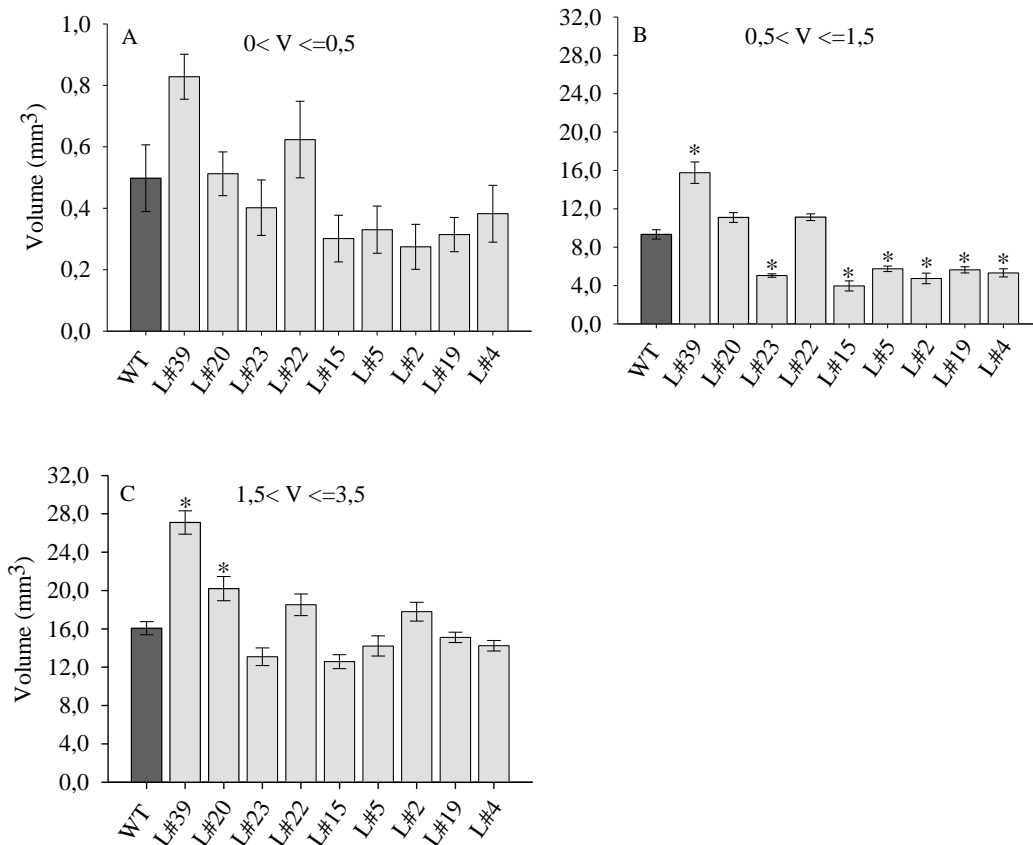 A
0< V <=0,5
Volume (mm3)
1,0
0,8
0,6
0,4
0,2
0,0
*
WT L#39 L#20 L#23 L#22 L#15 L#5 L#2 L#19 L#4
B
0,5< V <=1,5
32,0
28,0
24,0
20,0
16,0
12,0
8,0
4,0
0,0
* * * * * * *
WT L#39 L#20 L#23 L#22 L#15 L#5 L#2 L#19 L#4
C
1,5< V <=3,5
Volume (mm3)
32,0
28,0
24,0
20,0
16,0
12,0
8,0
4,0
0,0
* *
WT L#39 L#20 L#23 L#22 L#15 L#5 L#2 L#19 L#4